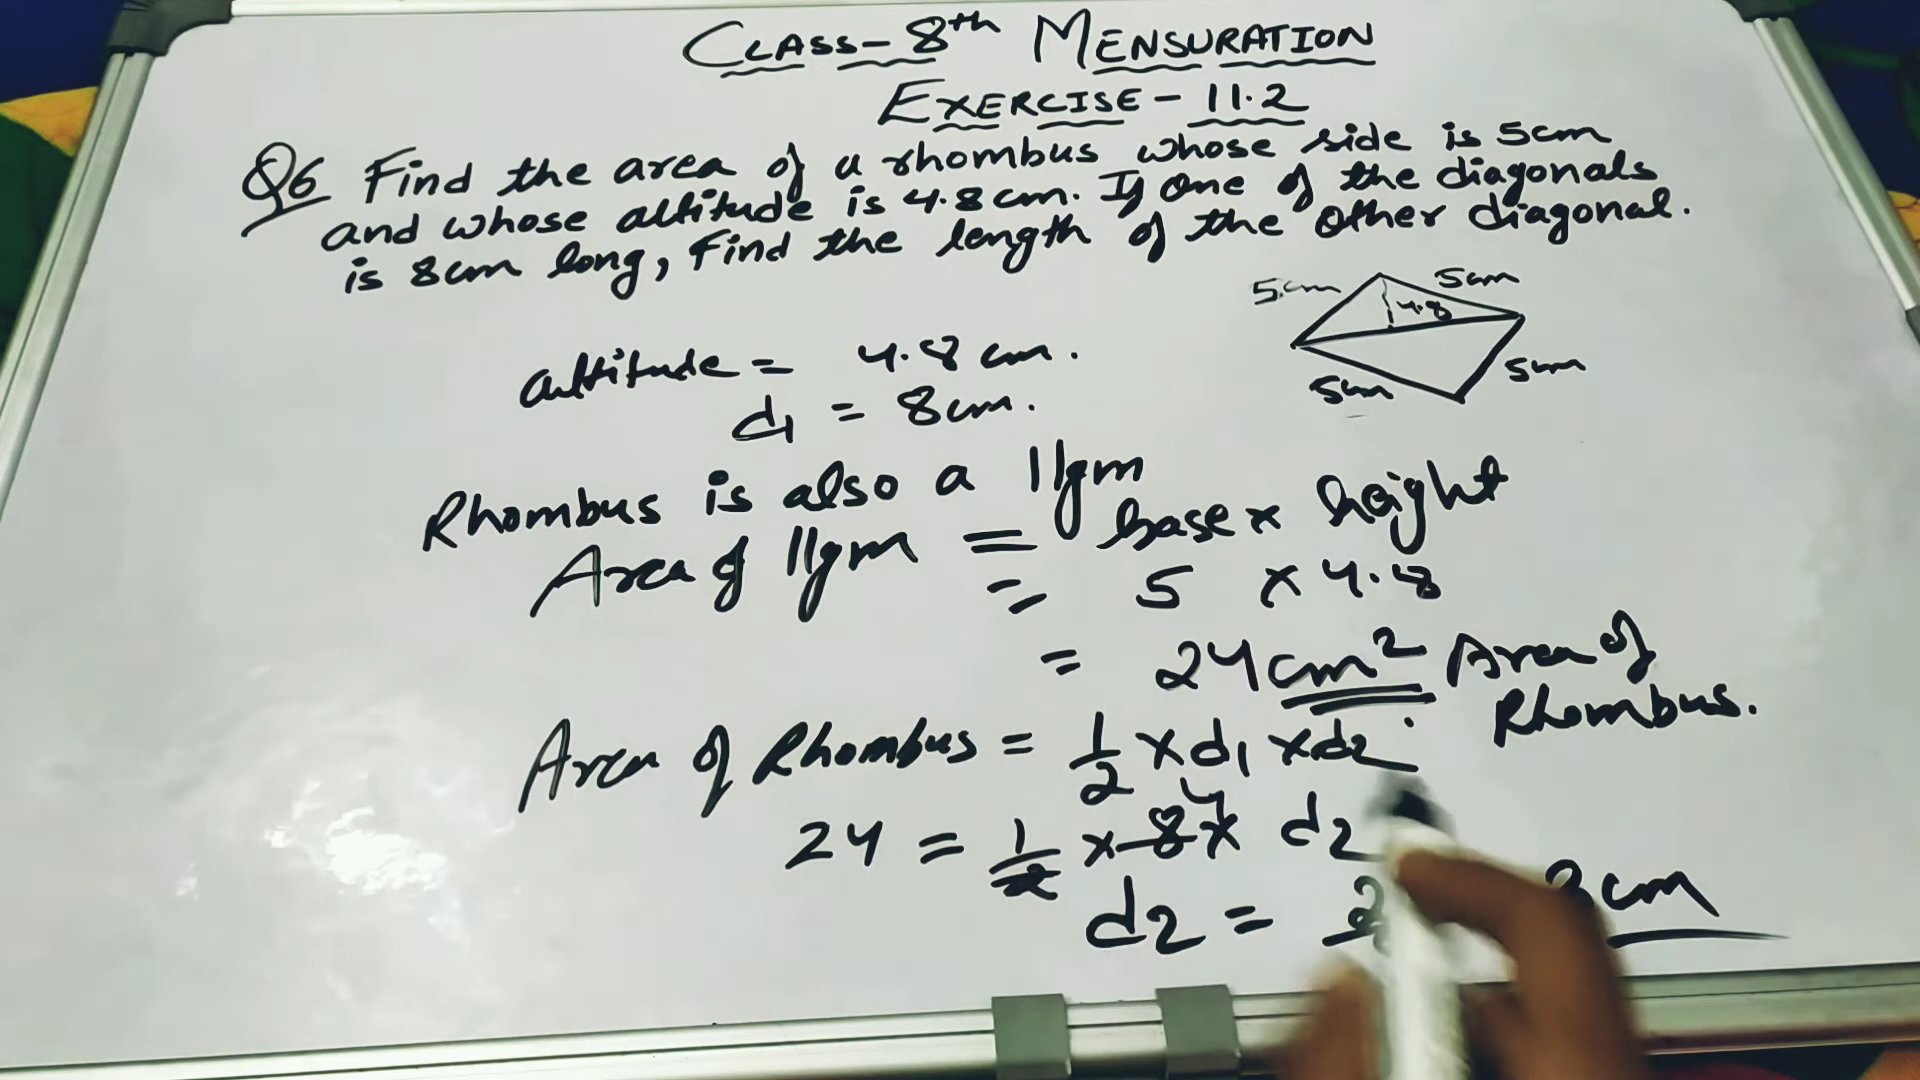 CLASS-8th MENSURATION
EXERCISE-11.2
Q6 Find the area of a rhombus whose side is 5cm
and whose altitude is 4.8cm. If one of the diagonals
is 8cm long, Find the length of the other diagonal.
5cm 5cm
4.8
5cm 5cm
altitude = 4.8 cm.
d1 = 8cm.
Rhombus is also a ||gm
Area of ||gm = base x height
= 5 x 4.8
= 24 cm² Area of
Rhombus.
Area of Rhombus = 1/2 x d1 x d2
4
24 = 1/2 x 8 x d2
d2 = cm